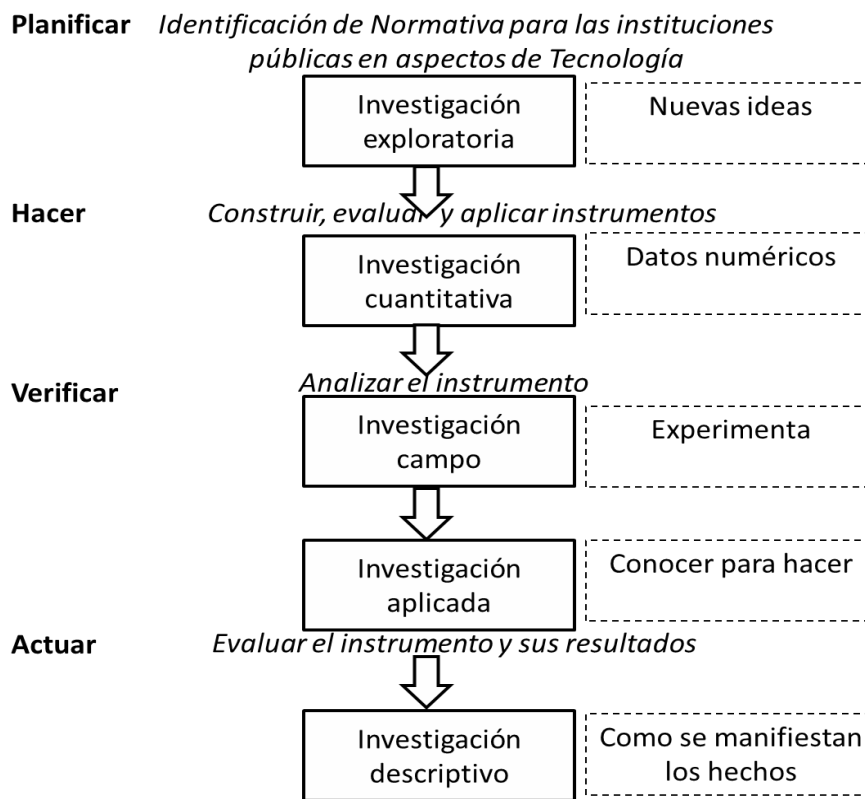 Planificar Identificación de Normativa para las instituciones
públicas en aspectos de Tecnología
Investigación
exploratoria
Nuevas ideas
Hacer Construir, evaluar y aplicar instrumentos
Investigación
cuantitativa
Datos numéricos
Verificar Analizar el instrumento
Investigación
campo
Experimenta
Investigación
aplicada
Conocer para hacer
Actuar Evaluar el instrumento y sus resultados
Investigación
descriptivo
Como se manifiestan
los hechos